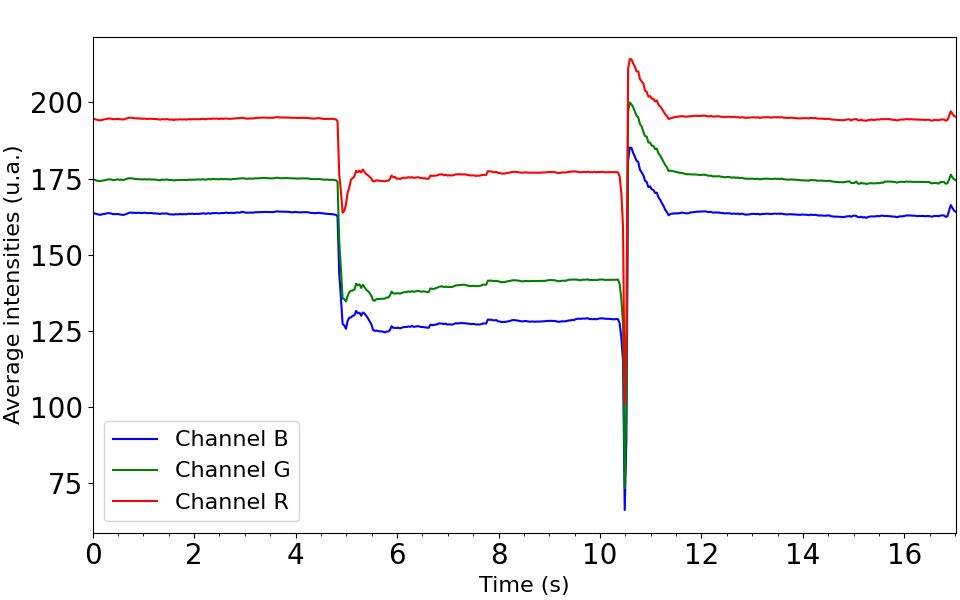 Average intensities (u.a.)
200
175
150
125
100
75
Channel B
Channel G
Channel R
0 2 4 6 8 10 12 14 16
Time (s)